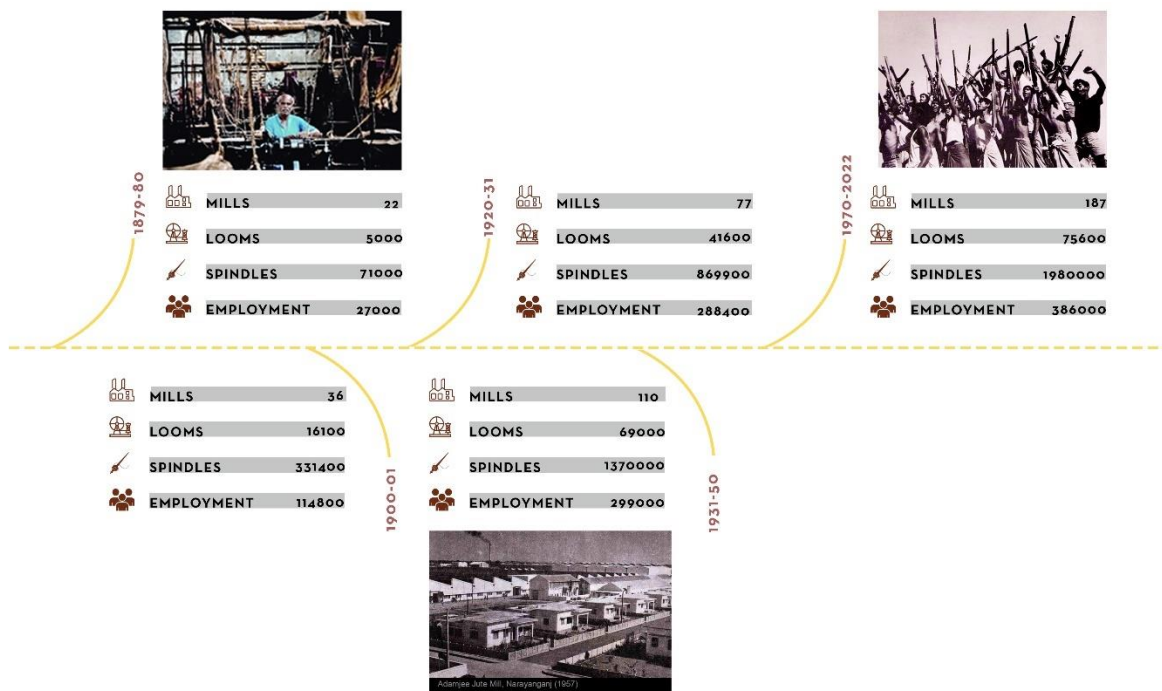 1879-80
MILLS 22
LOOMS 5000
SPINDLES 71000
EMPLOYMENT 27000
1920-31
MILLS 77
LOOMS 41600
SPINDLES 869900
EMPLOYMENT 288400
1970-2022
MILLS 187
LOOMS 75600
SPINDLES 1980000
EMPLOYMENT 386000
MILLS 36
LOOMS 16100
SPINDLES 331400
EMPLOYMENT 114800
1900-01
MILLS 110
LOOMS 69000
SPINDLES 1370000
EMPLOYMENT 299000
1931-50
Adamjee Jute Mill, Narayanganj (1957)